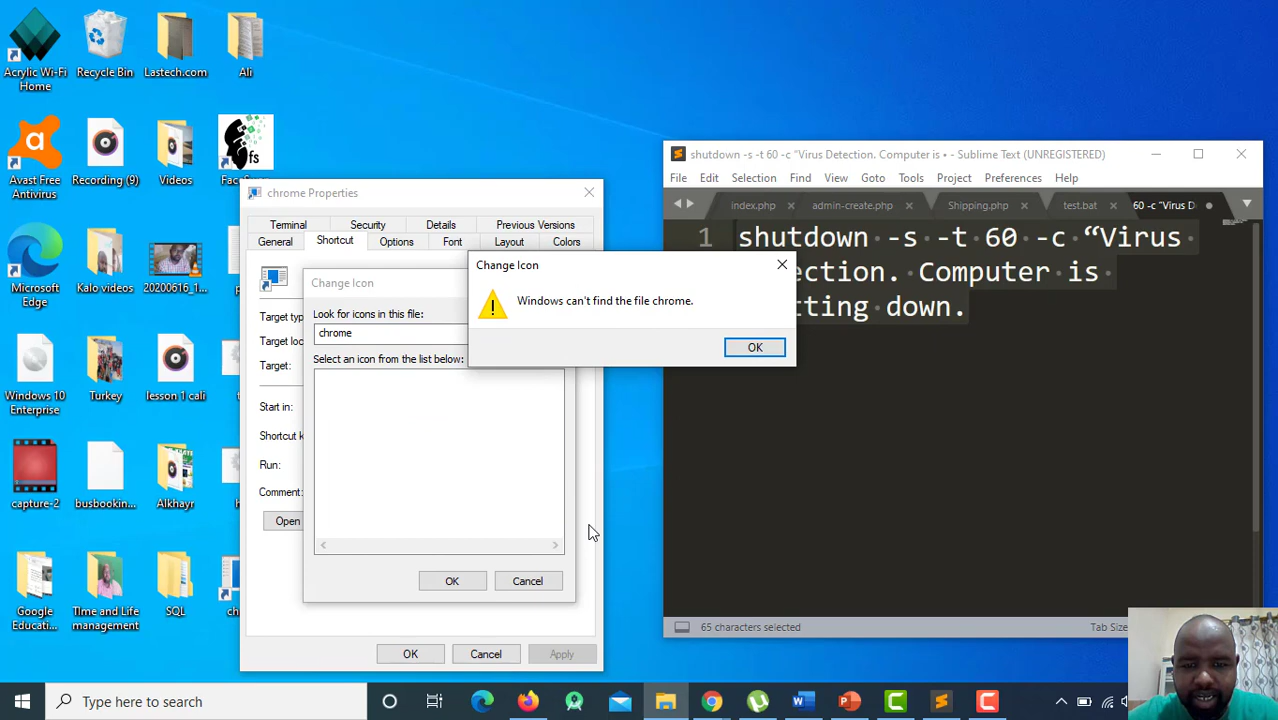 Acrylic Wi-Fi
Home
Recycle Bin
Lastech.com
Ali
Avast Free
Antivirus
Recording (9)
Videos
fs
Microsoft
Edge
Kalo videos
20200616_1...
Windows 10
Enterprise
Turkey
lesson 1 cali
capture-2
busbookin...
Alkhayr
Google
Educati...
TIme and Life
management
SQL
chrome Properties
Terminal
Security
Details
Previous Versions
General
Shortcut
Options
Font
Layout
Colors
Target typ
Target loc
Target:
Start in:
Shortcut k
Run:
Comment:
Open
OK
Cancel
Apply
Change Icon
Look for icons in this file:
chrome
Select an icon from the list below:
OK
Cancel
Change Icon
Windows can't find the file chrome.
OK
shutdown -s -t 60 -c “Virus Detection. Computer is • - Sublime Text (UNREGISTERED)
File Edit Selection Find View Goto Tools Project Preferences Help
index.php
admin-create.php
Shipping.php
test.bat
60 -c “Virus D
1
shutdown -s -t 60 -c “Virus
ection. Computer is
tting down.
65 characters selected
Tab Size
Type here to search